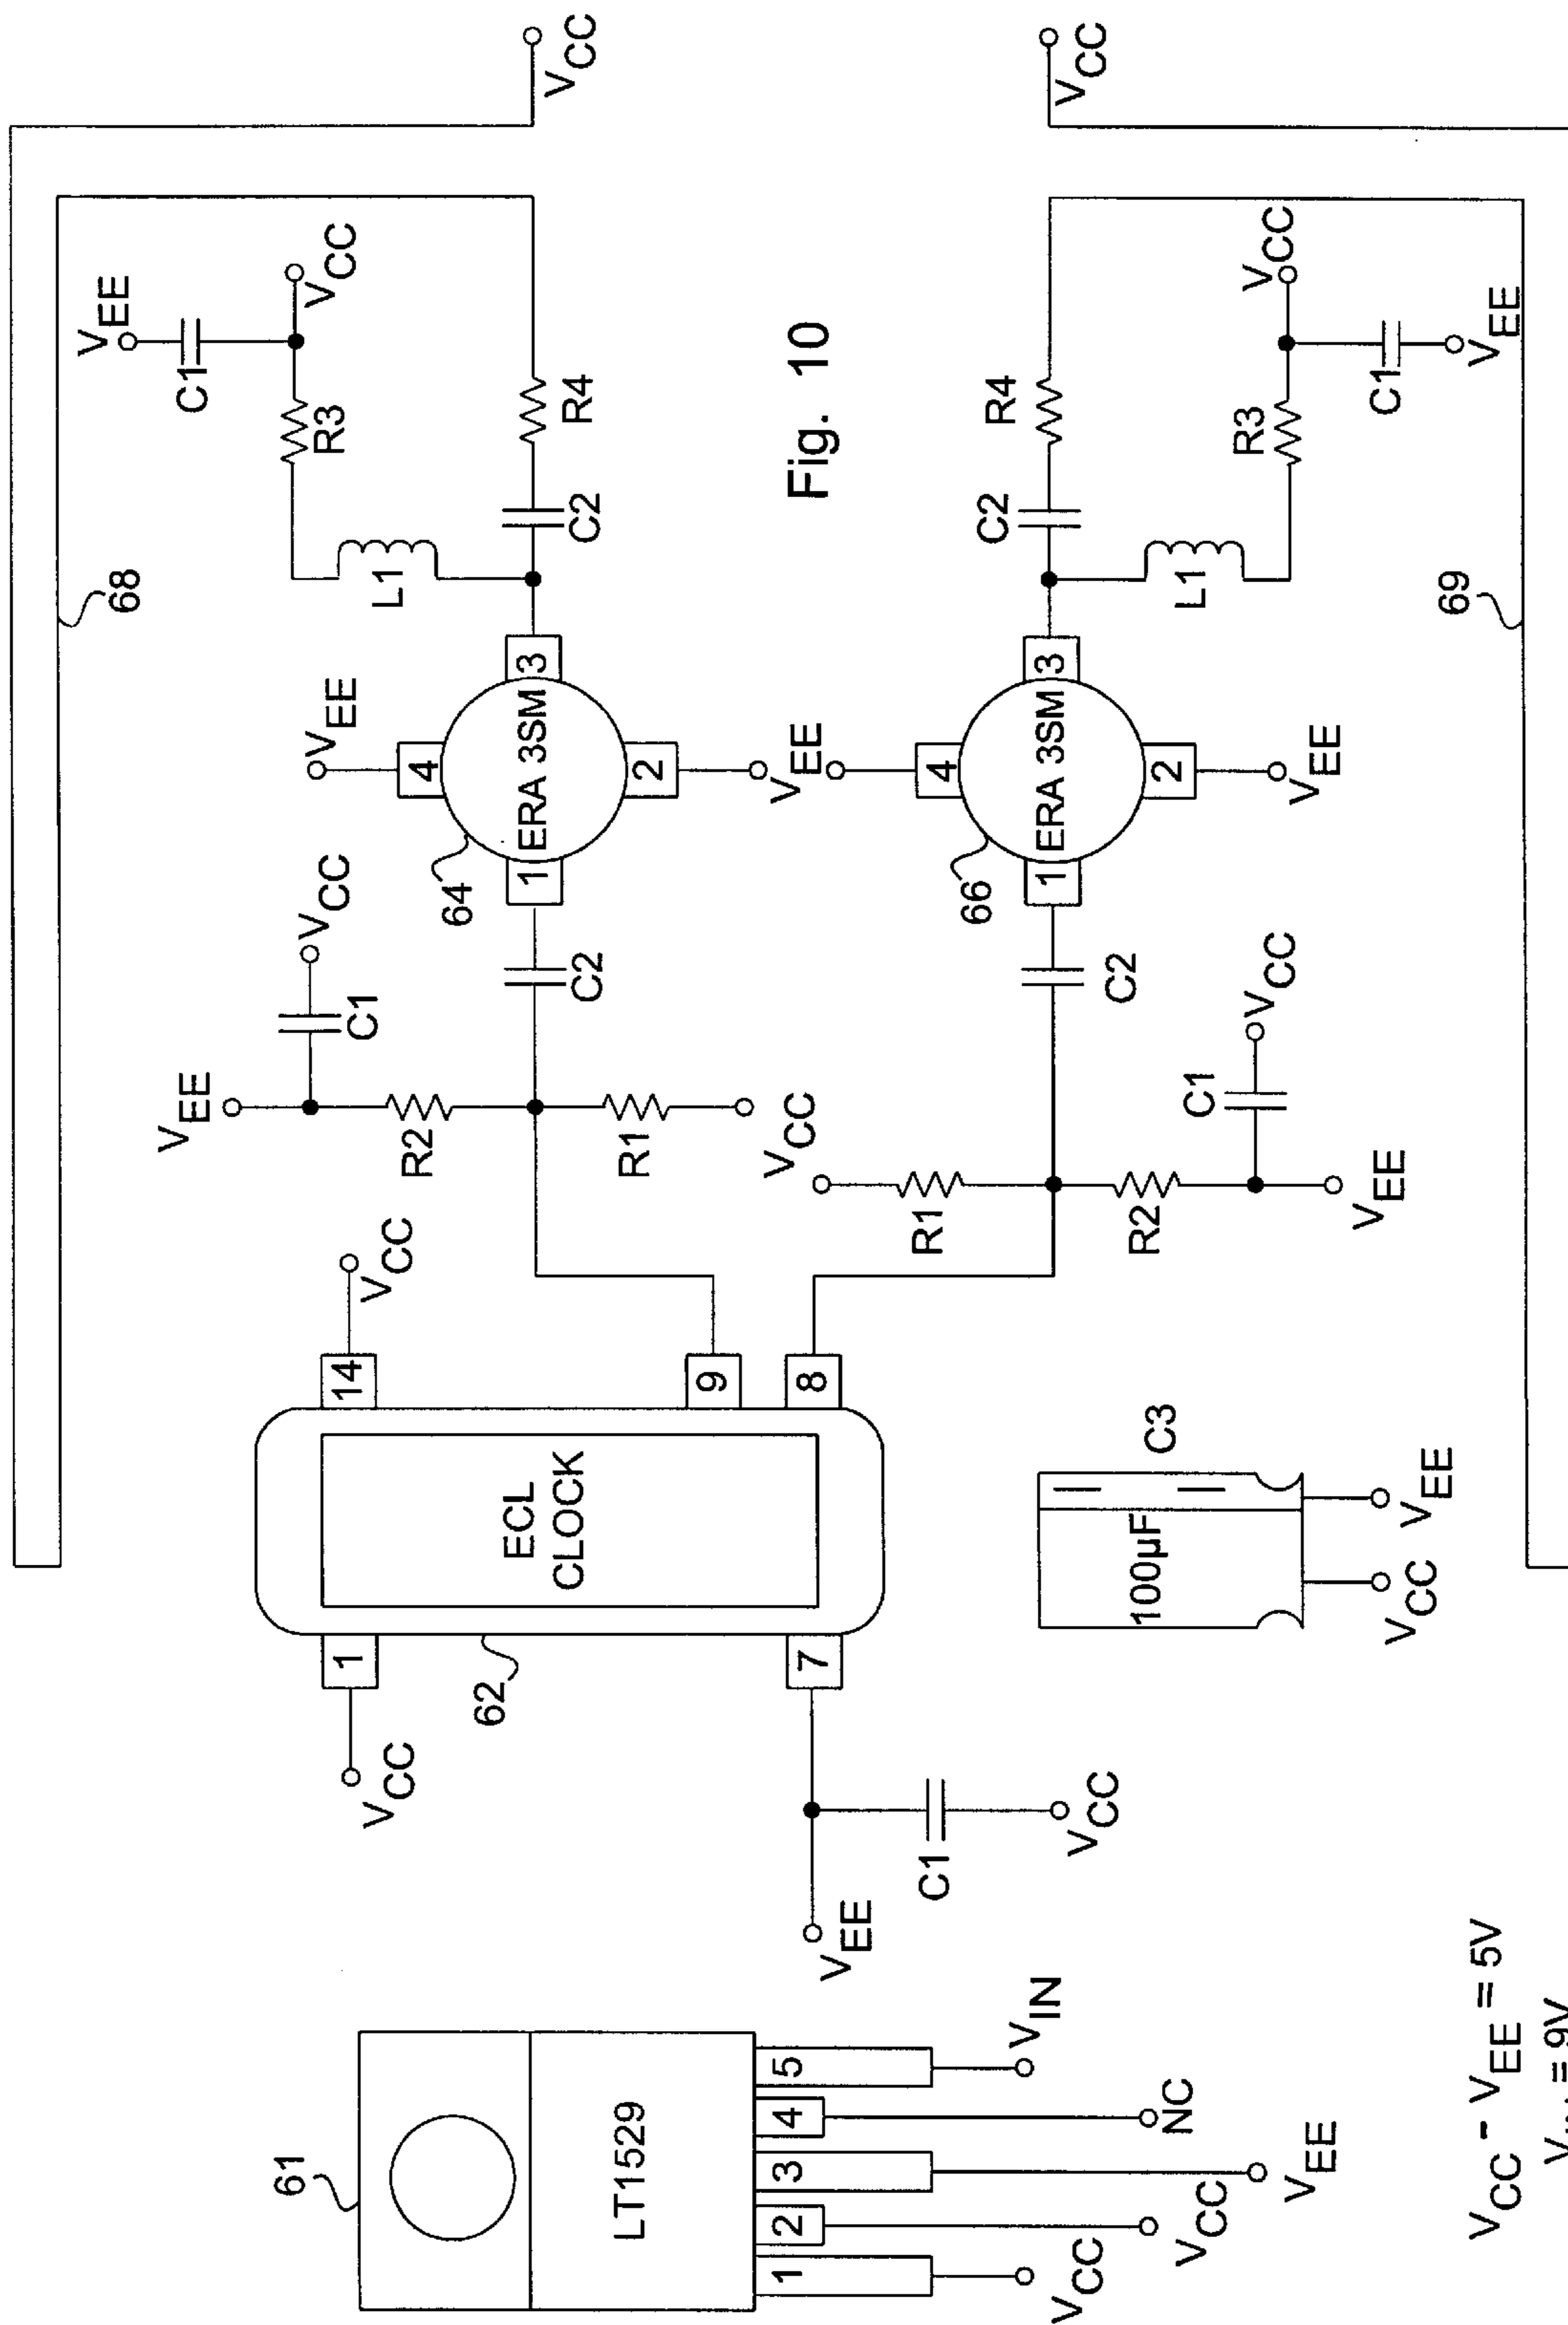 61
LT1529
1
2
3
4
5
VCC
VCC
VEE
NC
VIN
VCC - VEE = 5V
VCC
1
62
7
VEE
C1
VCC
ECL
CLOCK
14
VCC
9
8
100µF
C3
VCC
VEE
VEE
C1
VCC
R2
R1
VCC
C2
VCC
R1
R2
C1
VCC
VEE
C2
64
1
ERA 3SM
4
VEE
3
2
VEE
66
1
ERA 3SM
4
VEE
3
2
VEE
68
L1
R3
C1
VEE
VCC
C2
R4
Fig. 10
C2
R4
L1
R3
VCC
C1
VEE
69
VCC
VCC